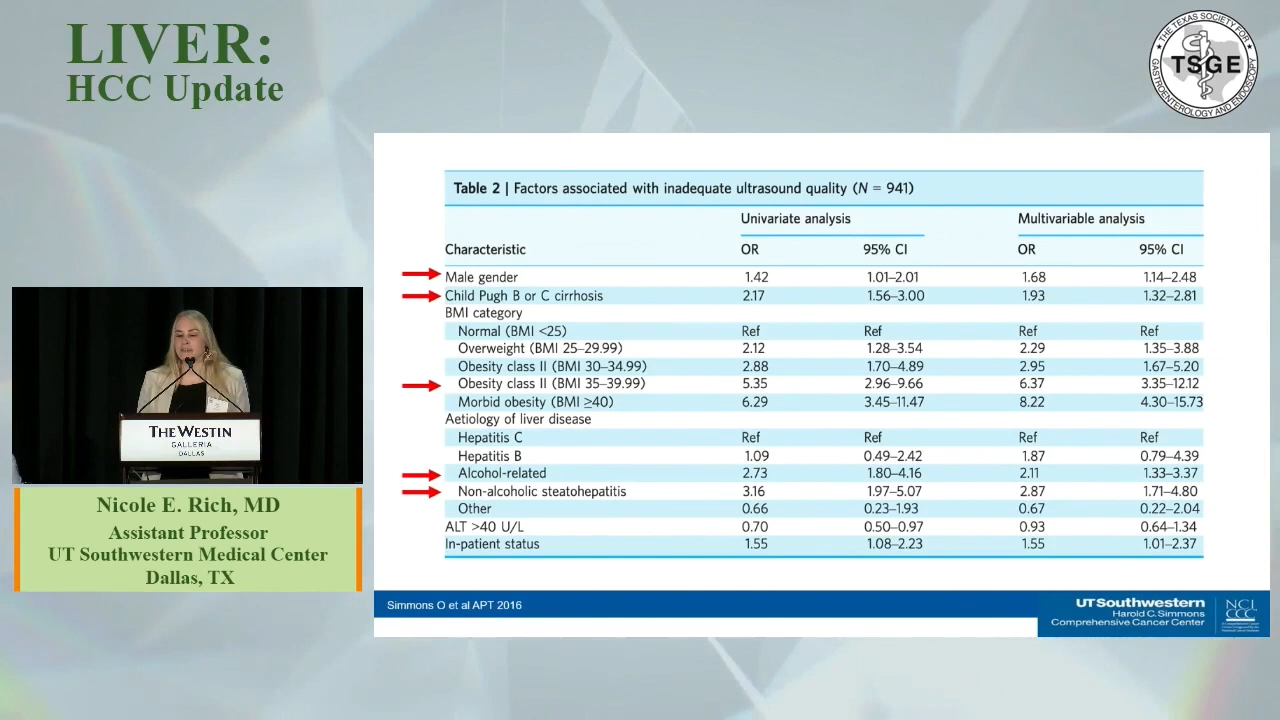 LIVER:
HCC Update
THE TEXAS SOCIETY FOR
GASTROENTEROLOGY AND ENDOSCOPY
TSGE
Table 2 | Factors associated with inadequate ultrasound quality (N = 941)
Univariate analysis Multivariable analysis
Characteristic OR 95% CI OR 95% CI
Male gender 1.42 1.01–2.01 1.68 1.14–2.48
Child Pugh B or C cirrhosis 2.17 1.56–3.00 1.93 1.32–2.81
BMI category
Normal (BMI <25) Ref Ref Ref Ref
Overweight (BMI 25–29.99) 2.12 1.28–3.54 2.29 1.35–3.88
Obesity class II (BMI 30–34.99) 2.88 1.70–4.89 2.95 1.67–5.20
Obesity class II (BMI 35–39.99) 5.35 2.96–9.66 6.37 3.35–12.12
Morbid obesity (BMI ≥40) 6.29 3.45–11.47 8.22 4.30–15.73
Aetiology of liver disease
Hepatitis C Ref Ref Ref Ref
Hepatitis B 1.09 0.49–2.42 1.87 0.79–4.39
Alcohol-related 2.73 1.80–4.16 2.11 1.33–3.37
Non-alcoholic steatohepatitis 3.16 1.97–5.07 2.87 1.71–4.80
Other 0.66 0.23–1.93 0.67 0.22–2.04
ALT >40 U/L 0.70 0.50–0.97 0.93 0.64–1.34
In-patient status 1.55 1.08–2.23 1.55 1.01–2.37
Simmons O et al APT 2016
UTSouthwestern
Harold C. Simmons
Comprehensive Cancer Center
NCI
CCC
THE WESTIN
GALLERIA
DALLAS
Nicole E. Rich, MD
Assistant Professor
UT Southwestern Medical Center
Dallas, TX